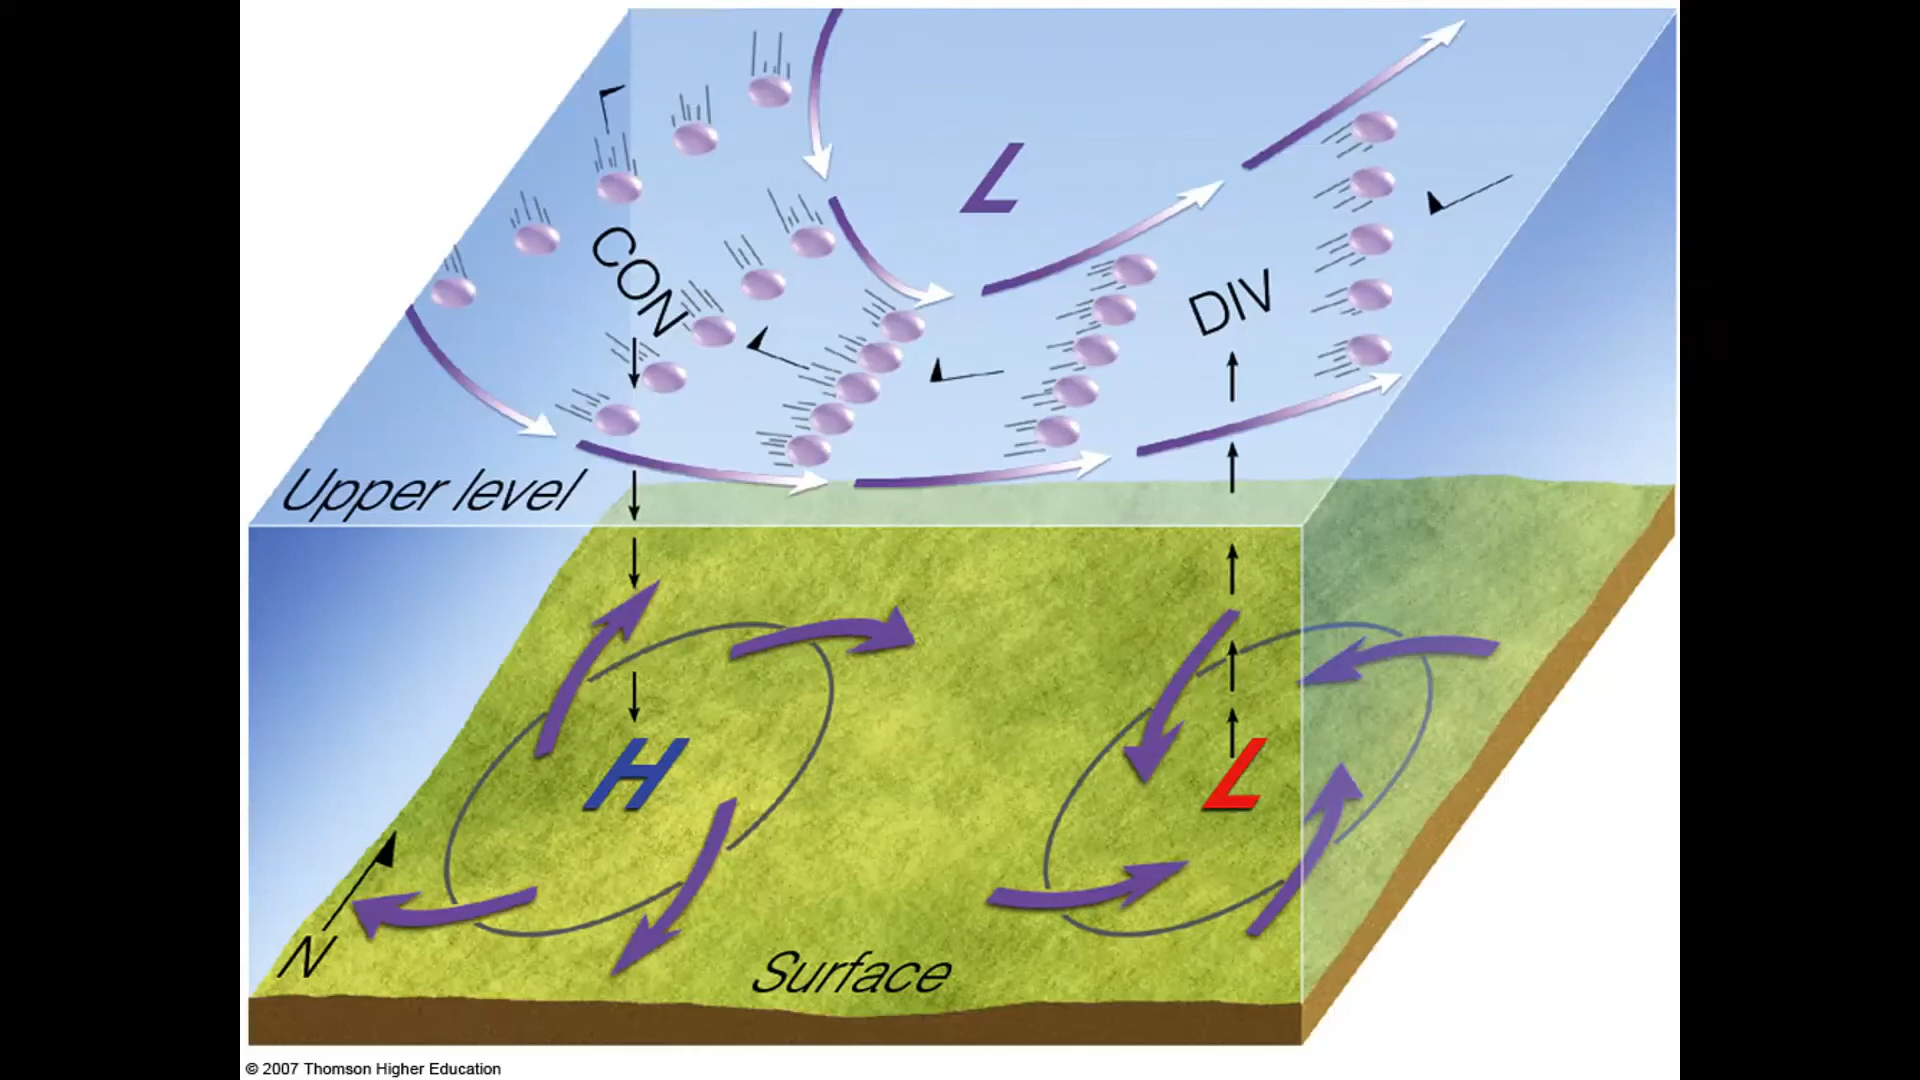 L
CON
DIV
Upper level
H
L
N
Surface
© 2007 Thomson Higher Education